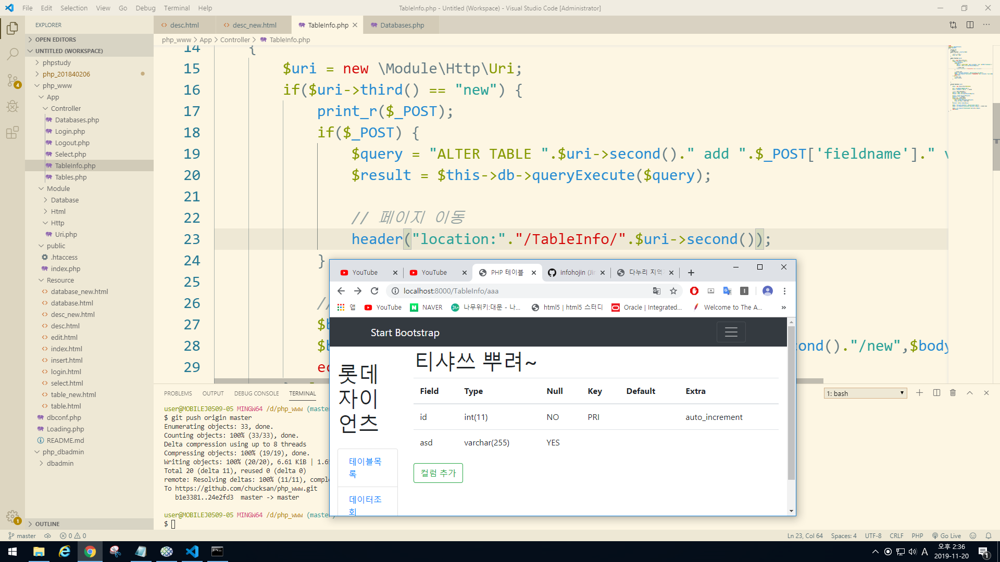 File Edit Selection View Go Debug Terminal Help
TableInfo.php - Untitled (Workspace) - Visual Studio Code [Administrator]
EXPLORER
OPEN EDITORS
UNTITLED (WORKSPACE)
phpstudy
php_201840206
php_www
App
Controller
Databases.php
Login.php
Logout.php
Select.php
TableInfo.php
Tables.php
Module
Database
Html
Http
Uri.php
public
.htaccess
index.php
Resource
database_new.html
database.html
desc_new.html
desc.html
edit.html
index.html
insert.html
login.html
select.html
table_new.html
table.html
dbconf.php
Loading.php
README.md
php_dbadmin
dbadmin
OUTLINE
4
1
desc.html desc_new.html TableInfo.php Databases.php
php_www > App > Controller > TableInfo.php
14 {
15 $uri = new \Module\Http\Uri;
16 if($uri->third() == "new") {
17 print_r($_POST);
18 if($_POST) {
19 $query = "ALTER TABLE ".$uri->second()." add ".$_POST['fieldname']." v
20 $result = $this->db->queryExecute($query);
21
22 // 페이지 이동
23 header("location:"."/TableInfo/".$uri->second());
24 }
25
26 //
27 $b
28 $b ond()."/new",$body
29 ec
PROBLEMS OUTPUT DEBUG CONSOLE TERMINAL
1: bash
user@MOBILEJ0509-05 MINGW64 /d/php_www (master
$ git push origin master
Enumerating objects: 33, done.
Counting objects: 100% (33/33), done.
Delta compression using up to 8 threads
Compressing objects: 100% (19/19), done.
Writing objects: 100% (20/20), 6.61 KiB | 1.65
Total 20 (delta 11), reused 0 (delta 0)
remote: Resolving deltas: 100% (11/11), comple
To https://github.com/chucksan/php_www.git
b1e3381..24e2fd3 master -> master
user@MOBILEJ0509-05 MINGW64 /d/php_www (master)
$
YouTube YouTube PHP 테이블 infohojin (Jin 다누리 지역
localhost:8000/TableInfo/aaa
앱 YouTube NAVER 나무위키:대문 - 나... html5 | html5 스터디 Oracle | Integrated... Welcome to The A... »
Start Bootstrap
롯데
자이
언츠
테이블목
록
데이터조
회
티샤쓰 뿌려~
Field Type Null Key Default Extra
id int(11) NO PRI auto_increment
asd varchar(255) YES
컬럼 추가
master 0 0
Ln 23, Col 64 Spaces: 4 UTF-8 CRLF PHP Go Live
A
오후 2:36
2019-11-20
1